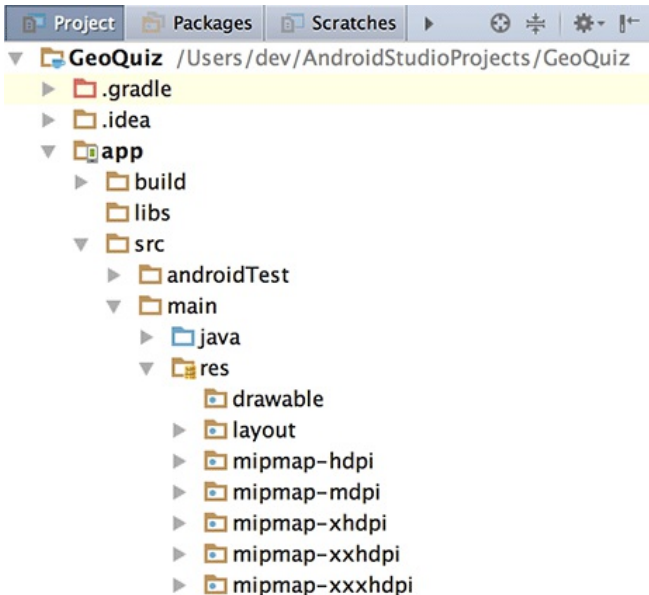 Project Packages Scratches
GeoQuiz /Users/dev/AndroidStudioProjects/GeoQuiz
.gradle
.idea
app
build
libs
src
androidTest
main
java
res
drawable
layout
mipmap-hdpi
mipmap-mdpi
mipmap-xhdpi
mipmap-xxhdpi
mipmap-xxxhdpi